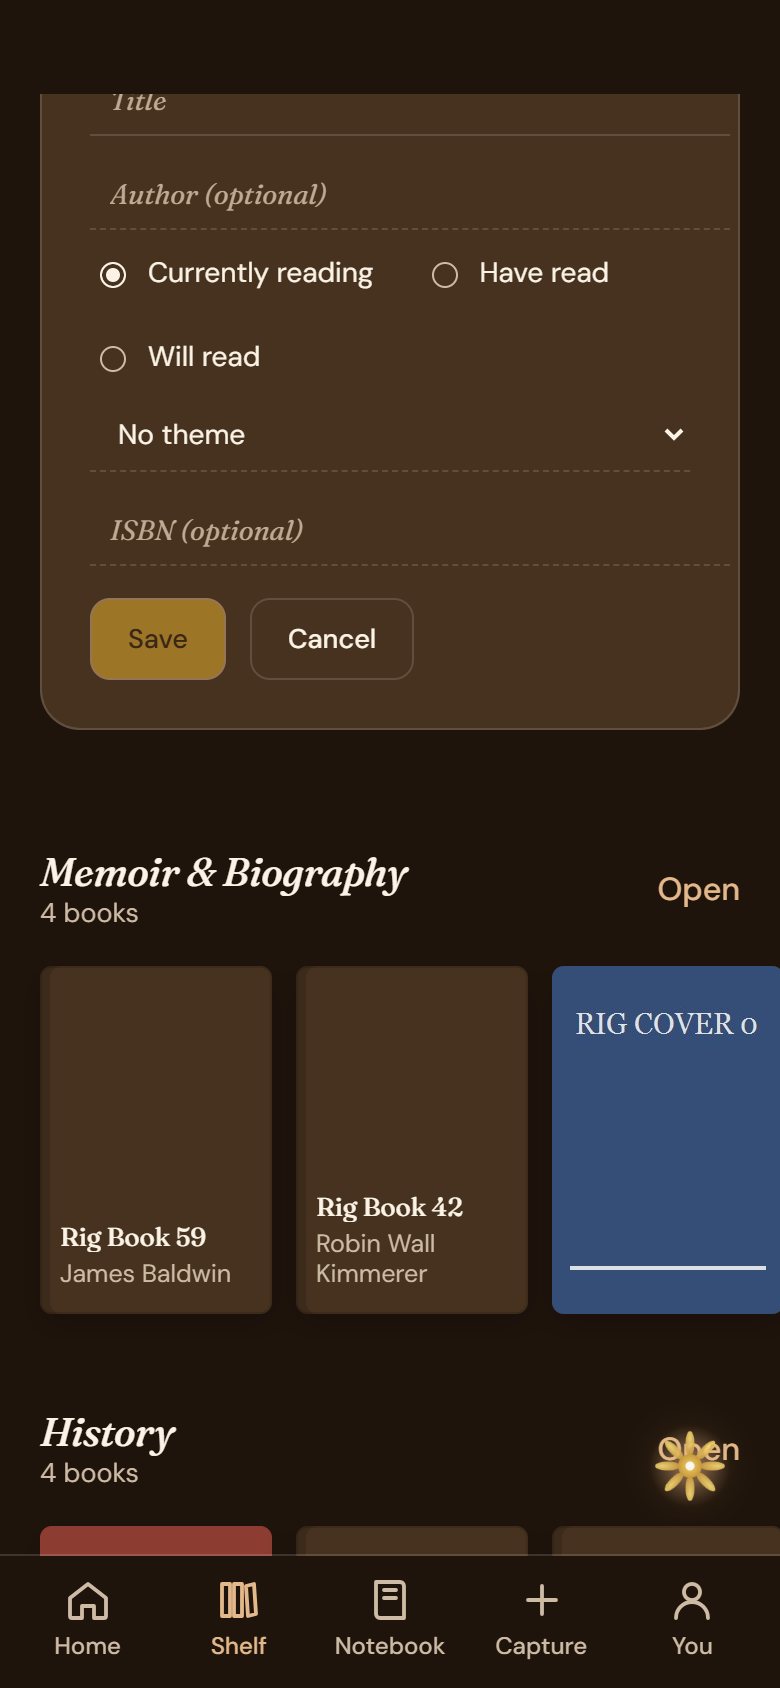 Title
Author (optional)
Currently reading
Have read
Will read
No theme
ISBN (optional)
Save
Cancel
Memoir & Biography
Open
4 books
RIG COVER 0
Rig Book 59
James Baldwin
Rig Book 42
Robin Wall
Kimmerer
History
Open
4 books
Home
Shelf
Notebook
Capture
You